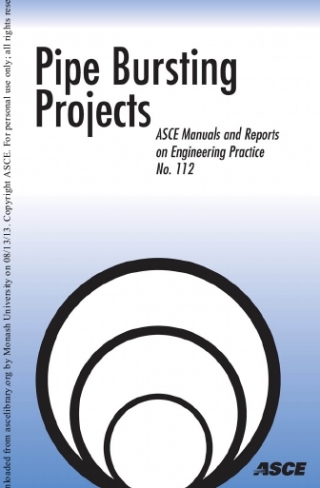 Pipe Bursting
Projects
ASCE Manuals and Reports
on Engineering Practice
No. 112
ASCE
nloaded from ascelibrary.org by Monash University on 08/13/13. Copyright ASCE. For personal use only; all rights rese